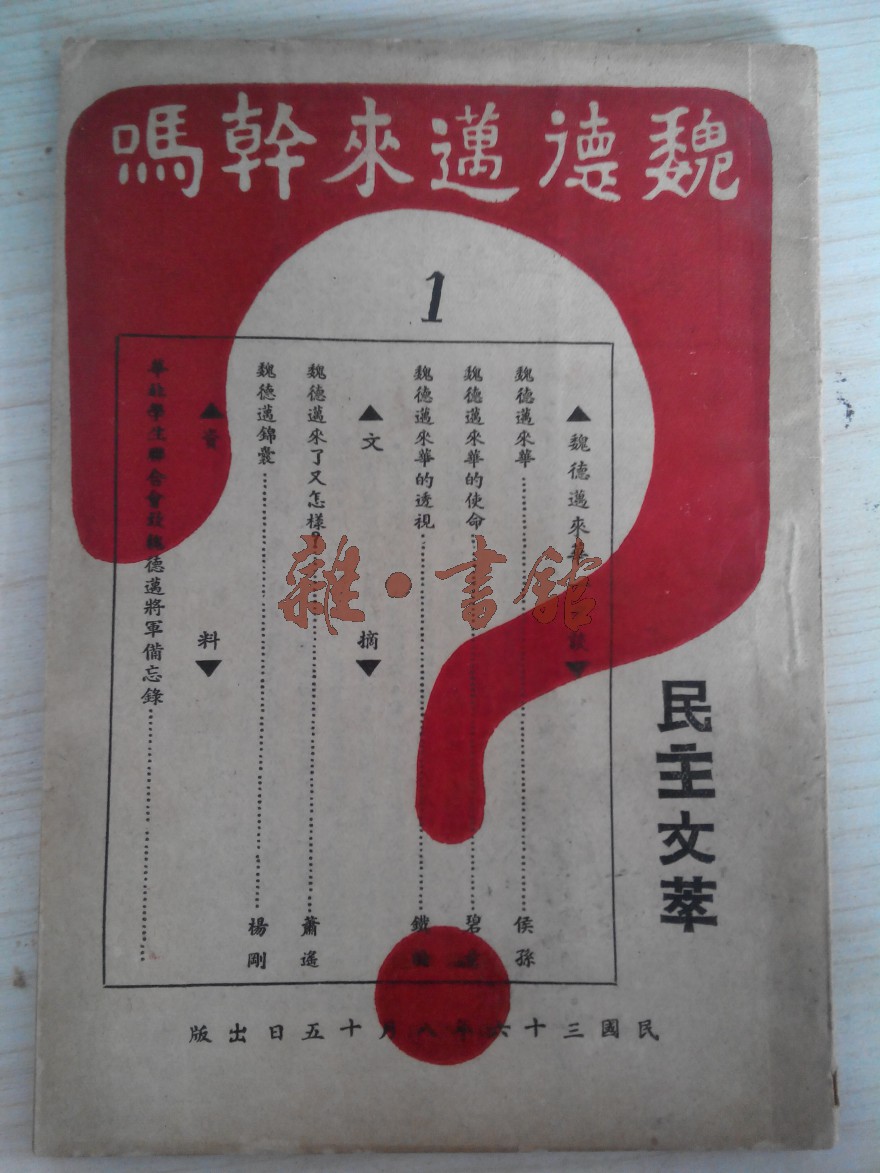 魏德邁來幹嗎
1
▲魏德邁來華
魏德邁來華……侯孫
魏德邁來華的使命……碧
魏德邁來華的透視……鐵
▲文摘▼
魏德邁來了又怎樣?……蕭遙
魏德邁錦囊……楊剛
▲資料▼
華北學生聯合會致魏德邁將軍備忘錄……
民主文萃
民國三十六年八月十五日出版
雜·書館